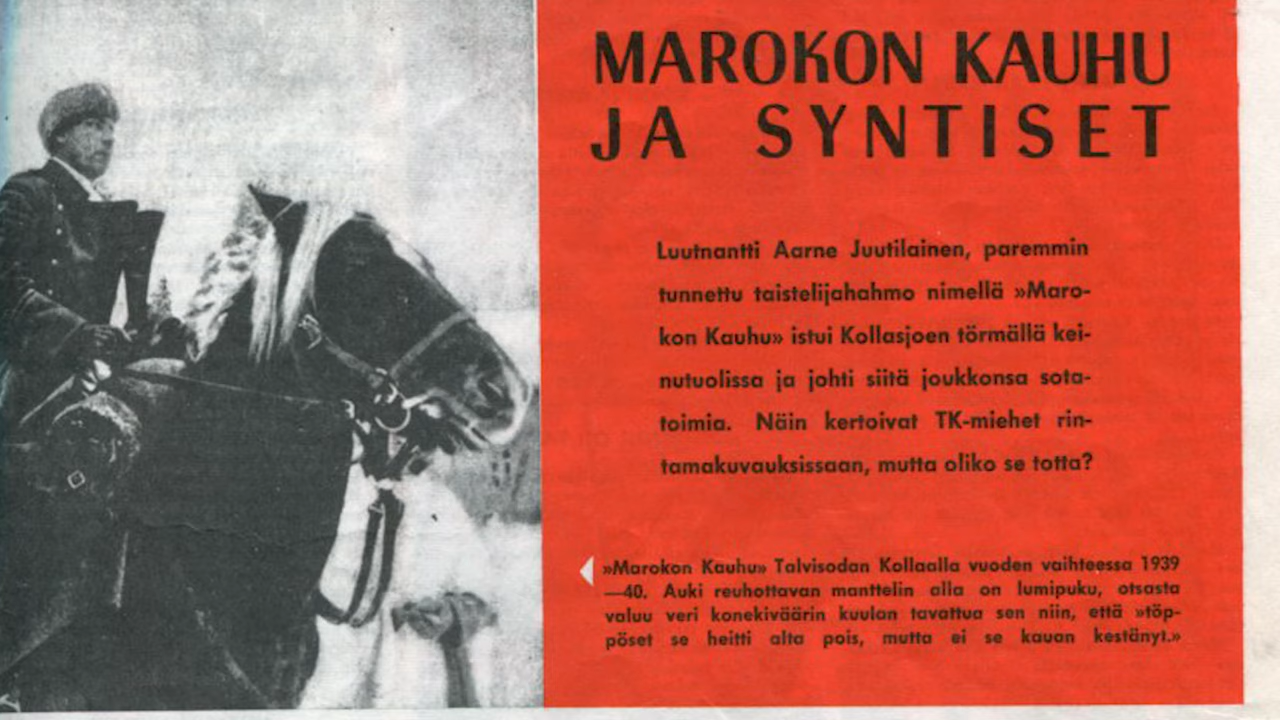 MAROKON KAUHU
JA SYNTISET
Luutnantti Aarne Juutilainen, paremmin
tunnettu taistelijahahmo nimellä »Maro-
kon Kauhu» istui Kollasjoen törmällä kei-
nutuolissa ja johti siitä joukkonsa sota-
toimia. Näin kertoivat TK-miehet rin-
tamakuvauksissaan, mutta oliko se totta?
»Marokon Kauhu» Talvisodan Kollaalla vuoden vaihteessa 1939
—40. Auki reuhottavan manttelin alla on lumipuku, otsasta
valuu veri konekiväärin kuulan tavattua sen niin, että »töp-
pöset se heitti alta pois, mutta ei se kauan kestänyt.»